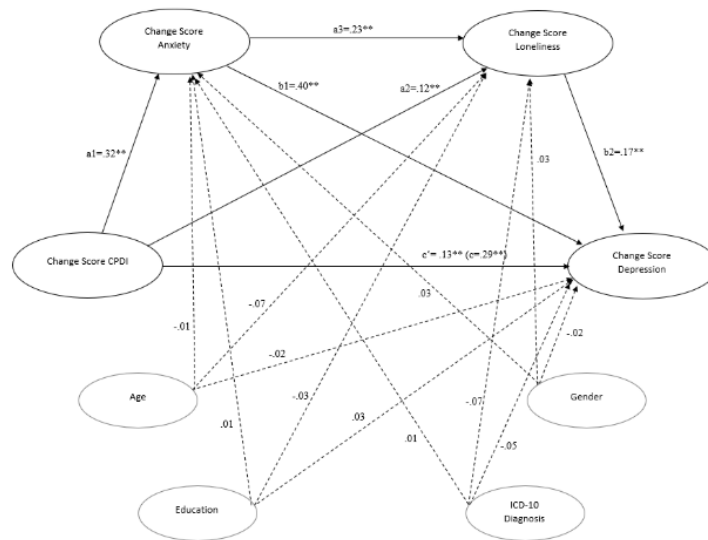 Change Score
Anxiety
a3=.23**
Change Score
Loneliness
b1=.40**
a2=.12**
a1=.32**
.03
b2=.17**
Change Score CPDI
c'= .13** (c=.29**)
Change Score
Depression
-.07
.03
-.01
-.02
-.02
Age
-.03
-.07
Gender
.01
.03
.01
-.05
Education
ICD-10
Diagnosis